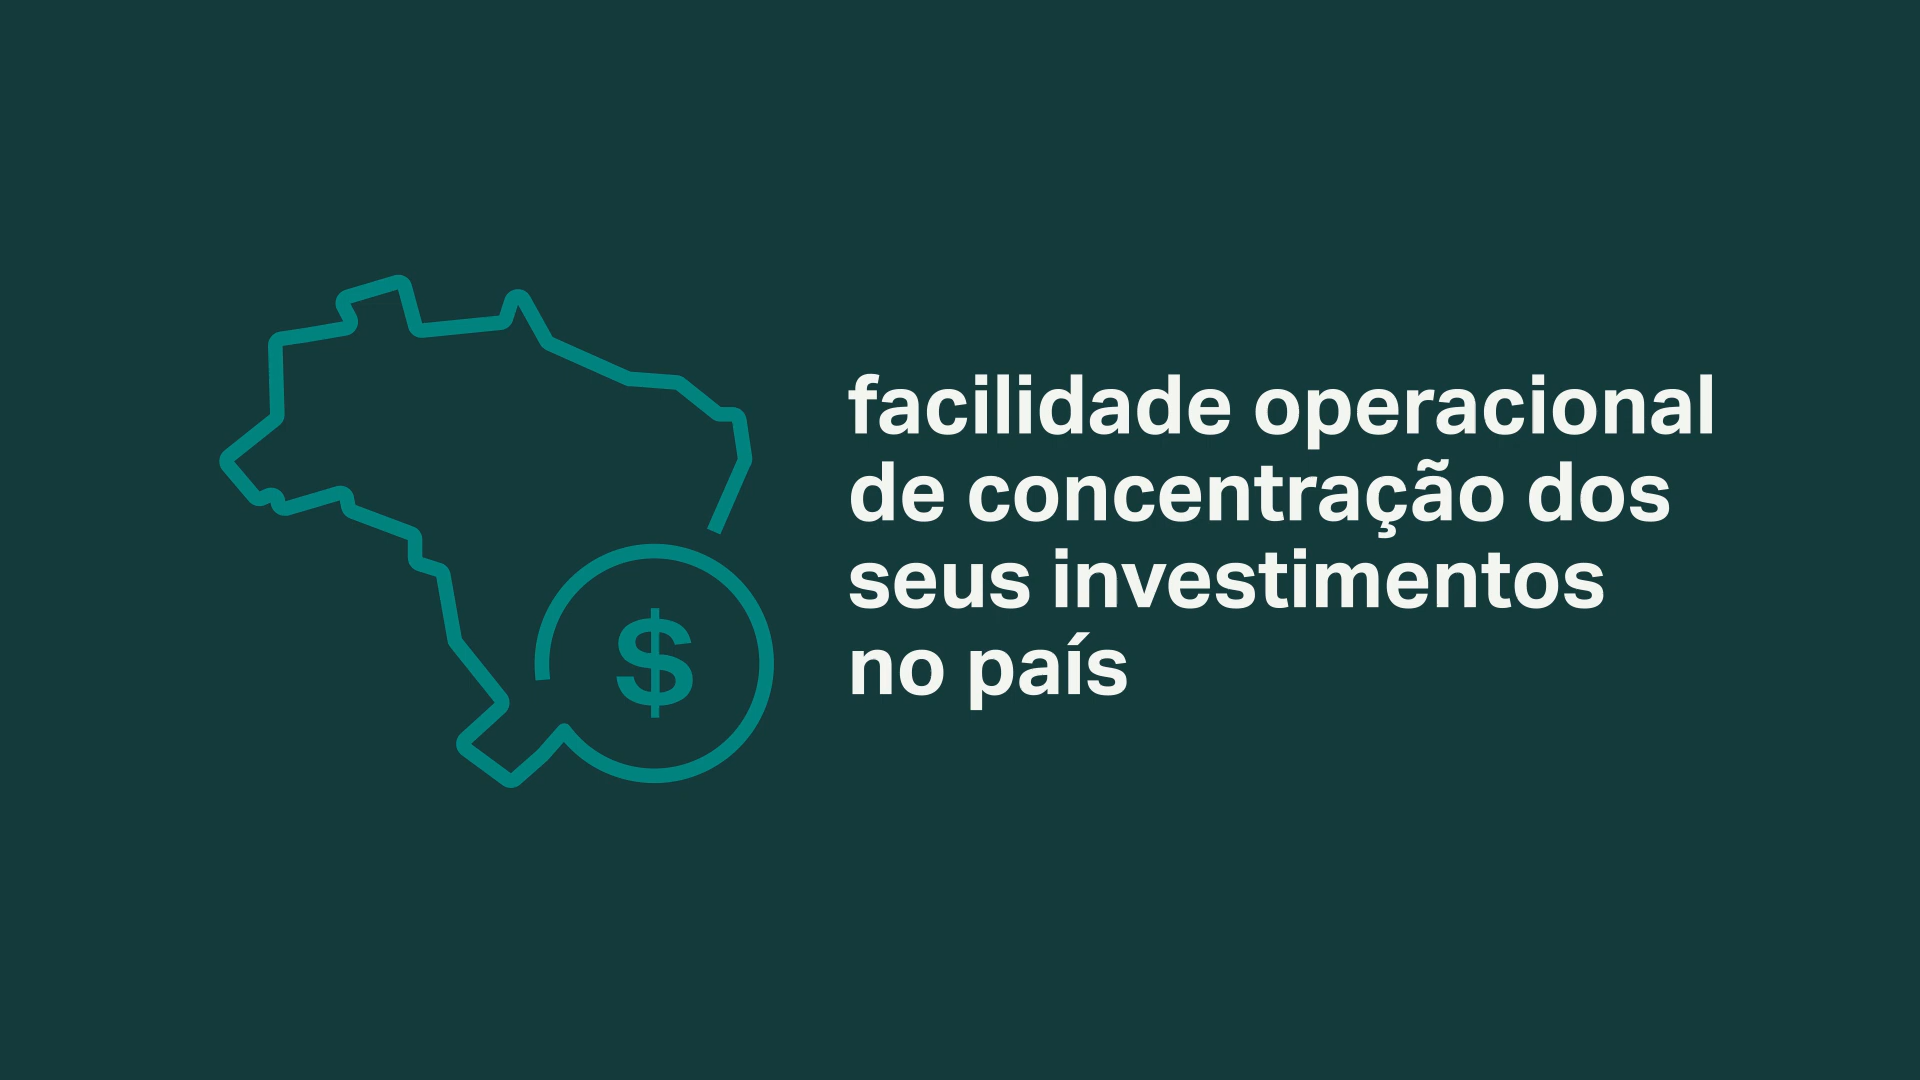 facilidade operacional
de concentração dos
seus investimentos
no país
$